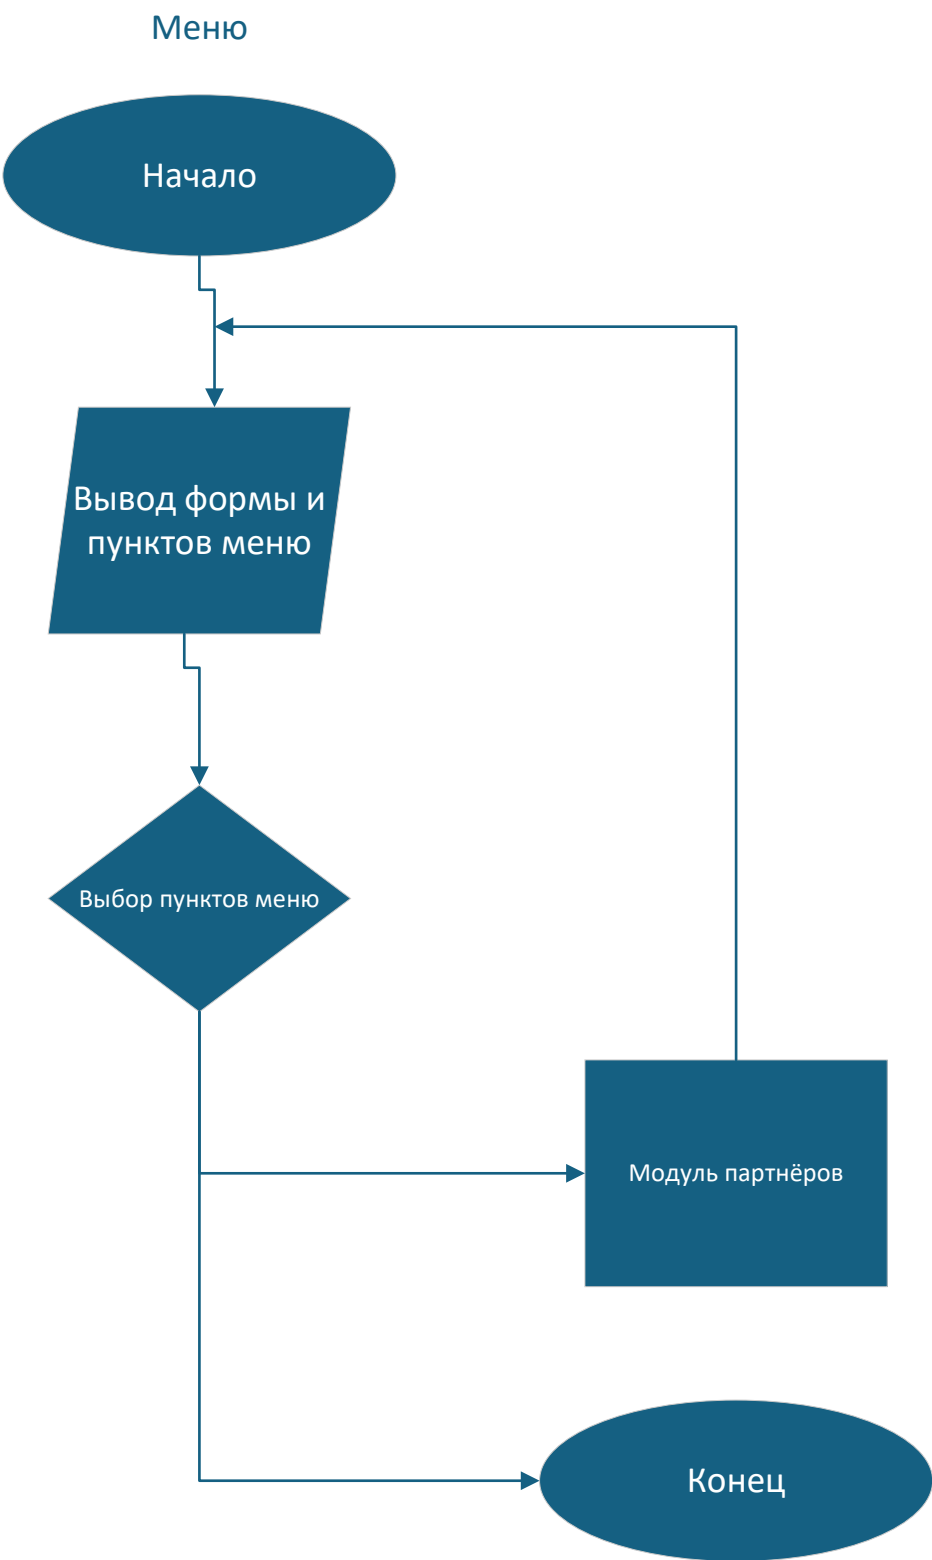 Меню
Начало
Вывод формы и
пунктов меню
Выбор пунктов меню
Модуль партнёров
Конец